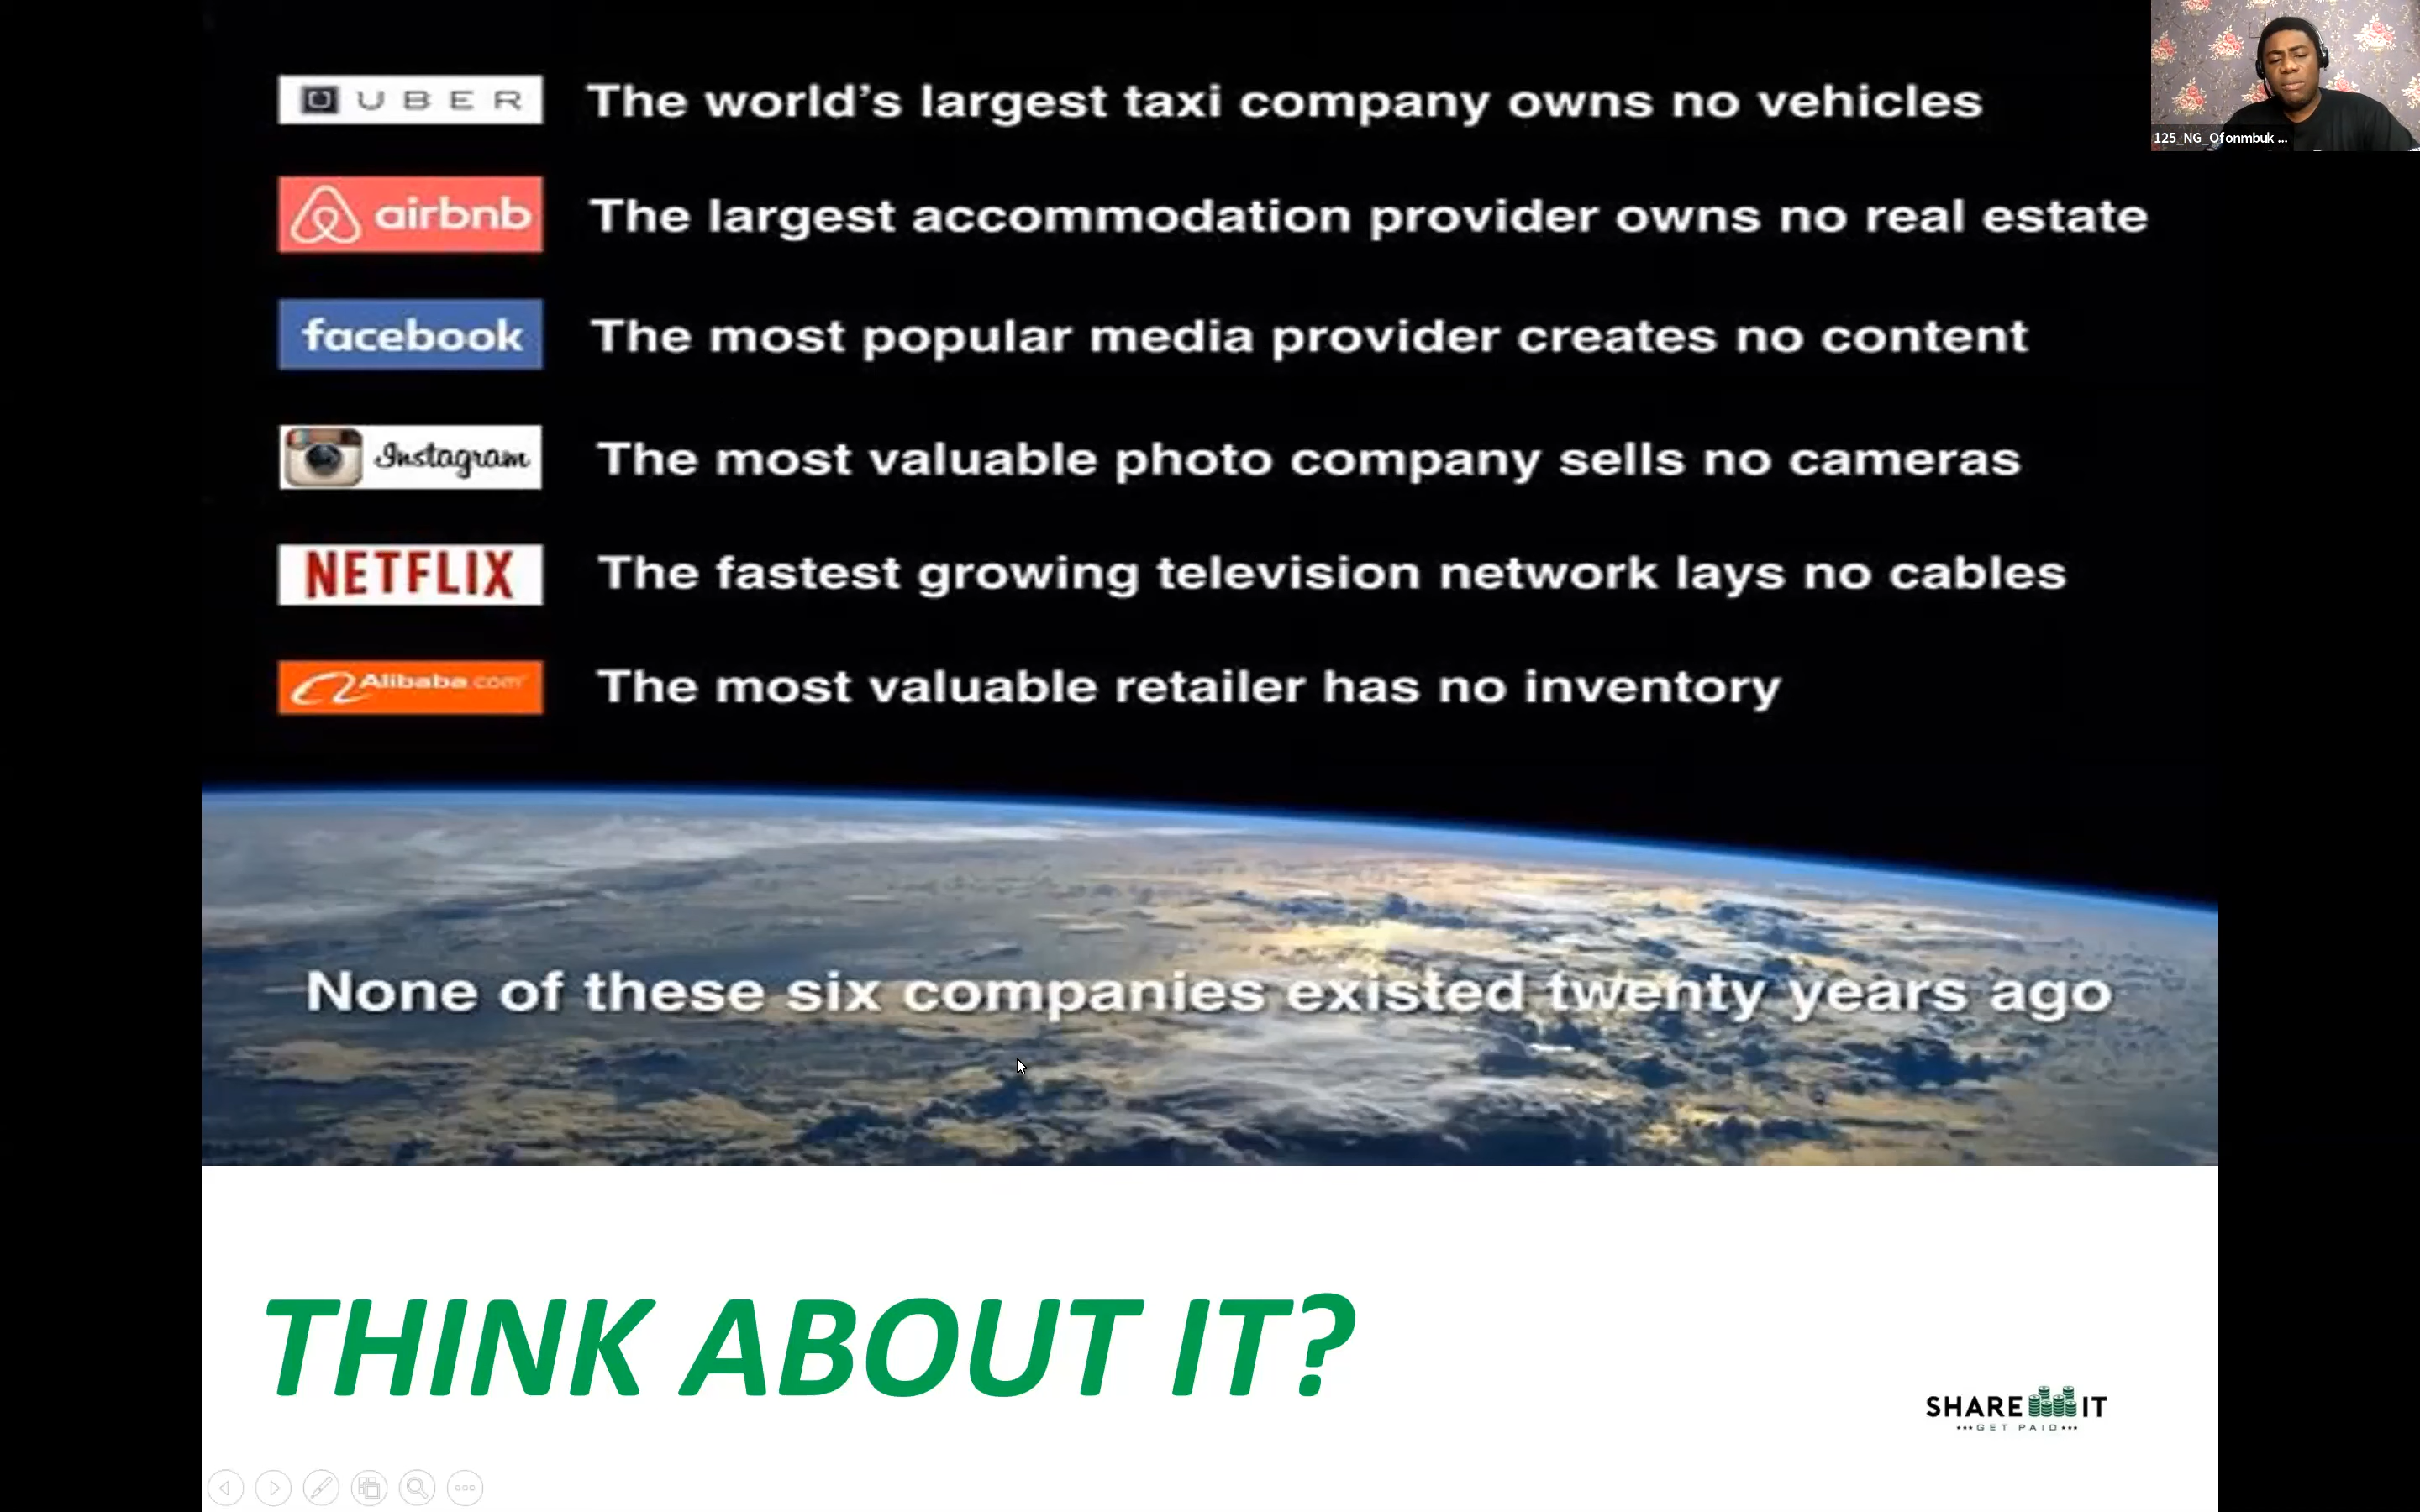 UBER The world's largest taxi company owns no vehicles
airbnb The largest accommodation provider owns no real estate
facebook The most popular media provider creates no content
Instagram The most valuable photo company sells no cameras
NETFLIX The fastest growing television network lays no cables
Alibaba.com The most valuable retailer has no inventory
None of these six companies existed twenty years ago
THINK ABOUT IT?
SHARE IT
GET PAID
125_NG_Ofonmbuk ...